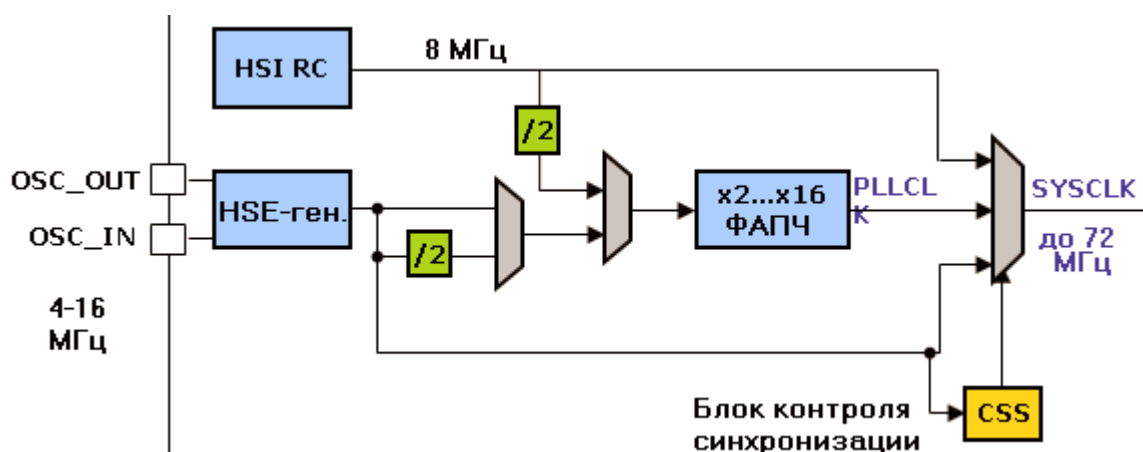 8 МГц
HSI RC
/2
OSC_OUT
HSE-ген.
OSC_IN
/2
x2...x16
ФАПЧ
PLLCL
K
SYSCLK
до 72
МГц
4-16
МГц
Блок контроля
синхронизации
CSS